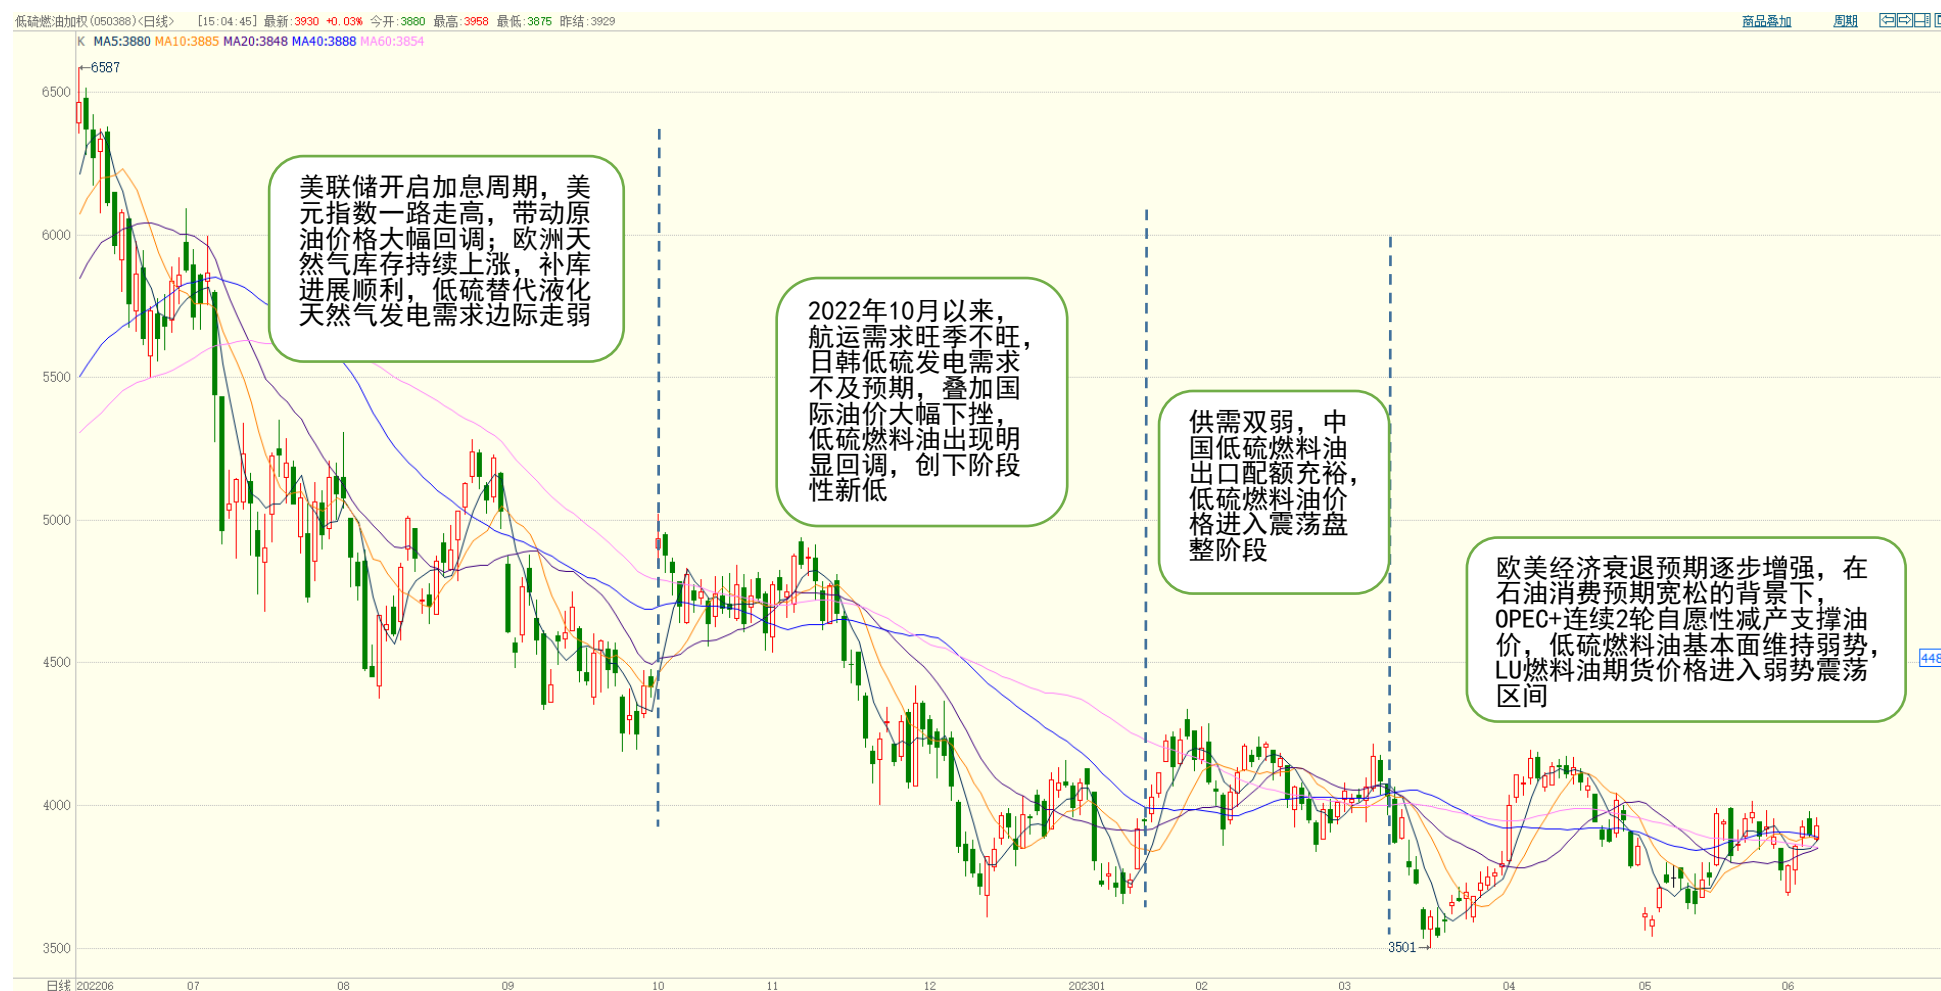 低硫燃油加权(050388)<日线> [15:04:45] 最新:3930 +0.03% 今开:3880 最高:3958 最低:3875 昨结:3929
商品叠加 周期
K MA5:3880 MA10:3885 MA20:3848 MA40:3888 MA60:3854
←6587
6500
6000
5500
5000
4500
4000
3500
美联储开启加息周期，美
元指数一路走高，带动原
油价格大幅回调；欧洲天
然气库存持续上涨，补库
进展顺利，低硫替代液化
天然气发电需求边际走弱
2022年10月以来，
航运需求旺季不旺，
日韩低硫发电需求
不及预期，叠加国
际油价大幅下挫，
低硫燃料油出现明
显回调，创下阶段
性新低
供需双弱，中
国低硫燃料油
出口配额充裕，
低硫燃料油价
格进入震荡盘
整阶段
欧美经济衰退预期逐步增强，在
石油消费预期宽松的背景下，
OPEC+连续2轮自愿性减产支撑油
价，低硫燃料油基本面维持弱势，
LU燃料油期货价格进入弱势震荡
区间
448
3501→
日线 202206 07 08 09 10 11 12 202301 02 03 04 05 06